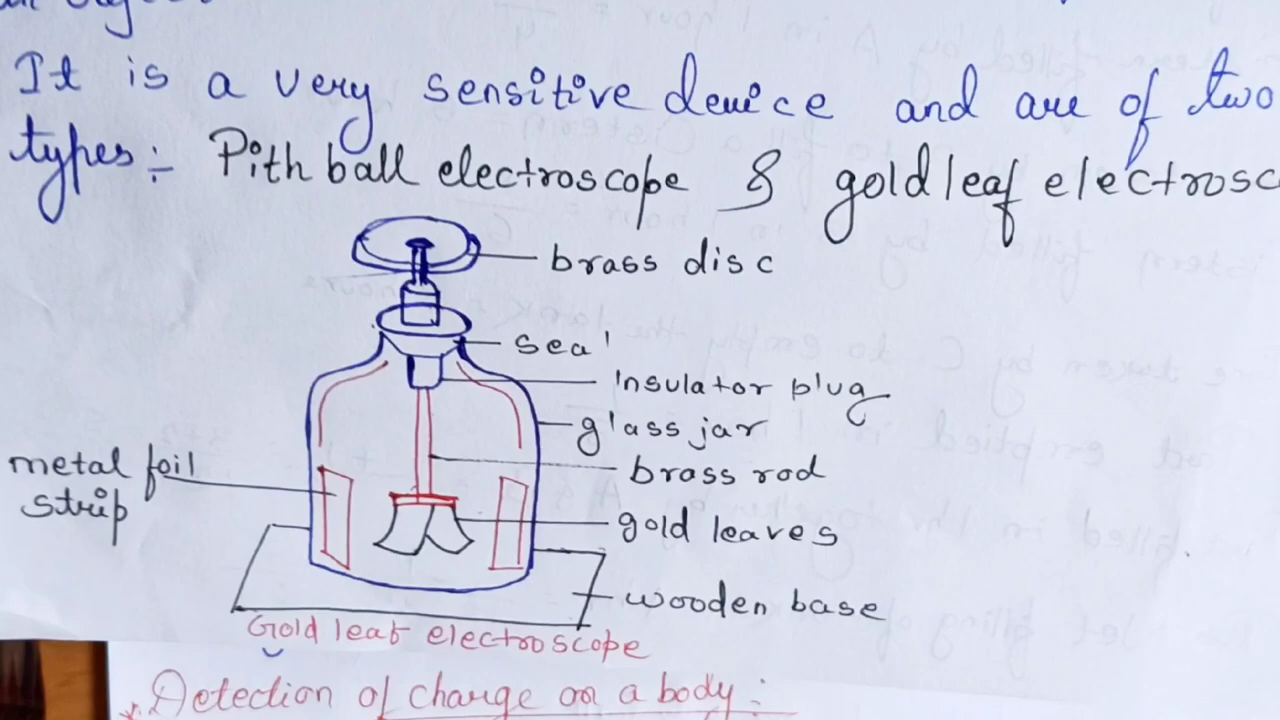 It is a very sensitive device and are of two
types:- Pith ball electroscope & gold leaf electrosc
brass disc
seal
insulator plug
glass jar
brass rod
metal foil
strip
gold leaves
wooden base
Gold leaf electroscope
* Detection of charge on a body :